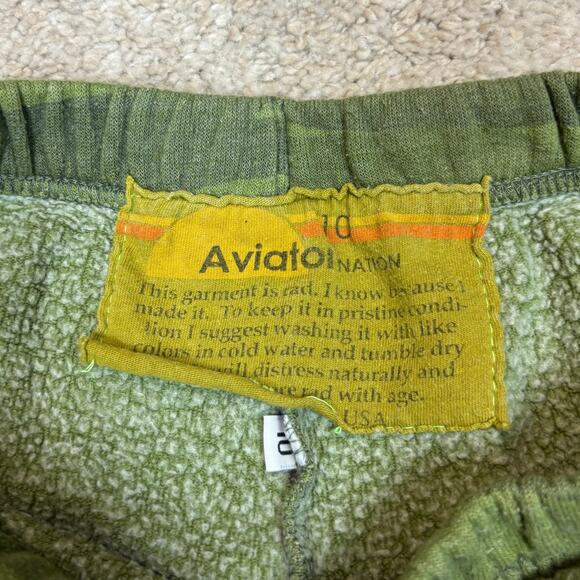 10
Aviator NATION
This garment is rad. I know because I
made it. To keep it in pristine condi-
tion I suggest washing it with like
colors in cold water and tumble dry
will distress naturally and
rad with age.
USA